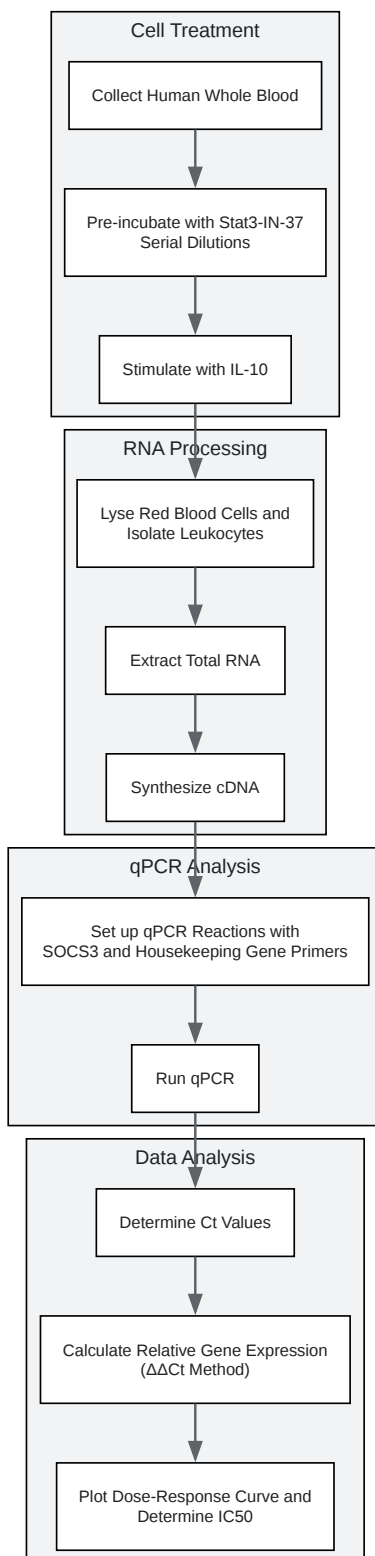 Cell Treatment
Collect Human Whole Blood
Pre-incubate with Stat3-IN-37
Serial Dilutions
Stimulate with IL-10
RNA Processing
Lyse Red Blood Cells and
Isolate Leukocytes
Extract Total RNA
Synthesize cDNA
qPCR Analysis
Set up qPCR Reactions with
SOCS3 and Housekeeping Gene Primers
Run qPCR
Data Analysis
Determine Ct Values
Calculate Relative Gene Expression
(ΔΔCt Method)
Plot Dose-Response Curve and
Determine IC50